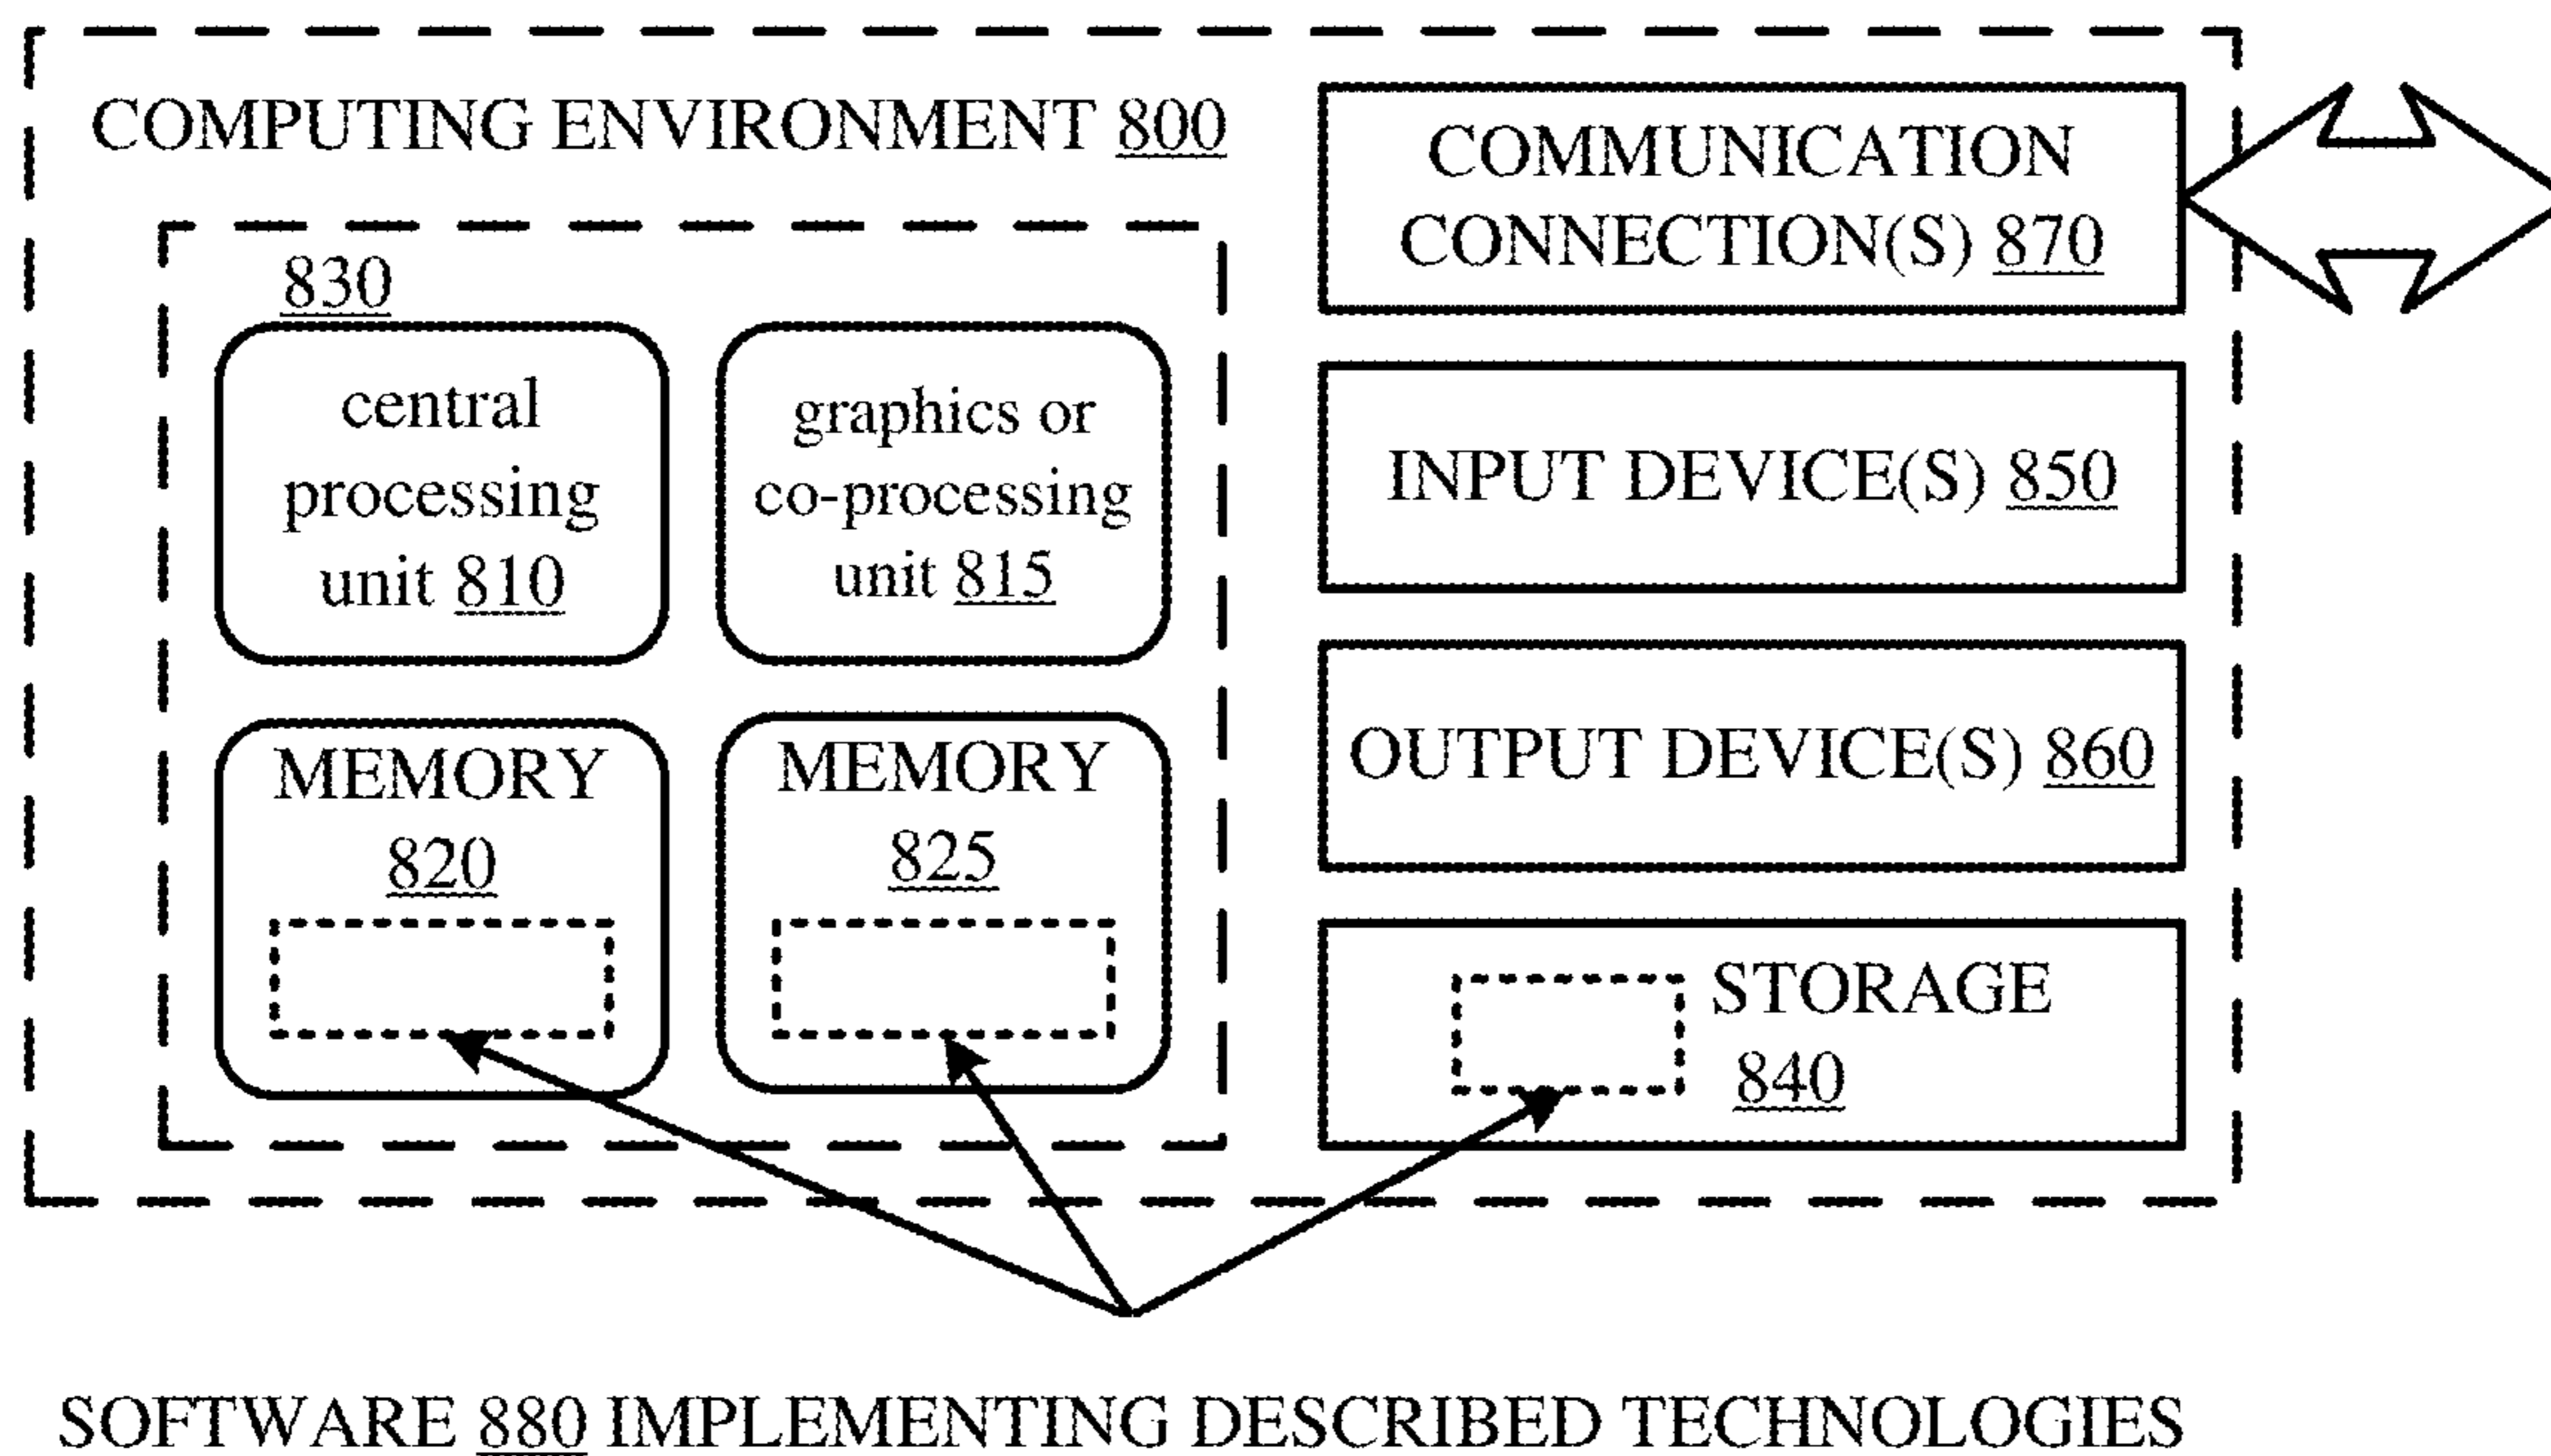 COMPUTING ENVIRONMENT 800
830
central
processing
unit 810
graphics or
co-processing
unit 815
MEMORY
820
MEMORY
825
COMMUNICATION
CONNECTION(S) 870
INPUT DEVICE(S) 850
OUTPUT DEVICE(S) 860
STORAGE
840
SOFTWARE 880 IMPLEMENTING DESCRIBED TECHNOLOGIES